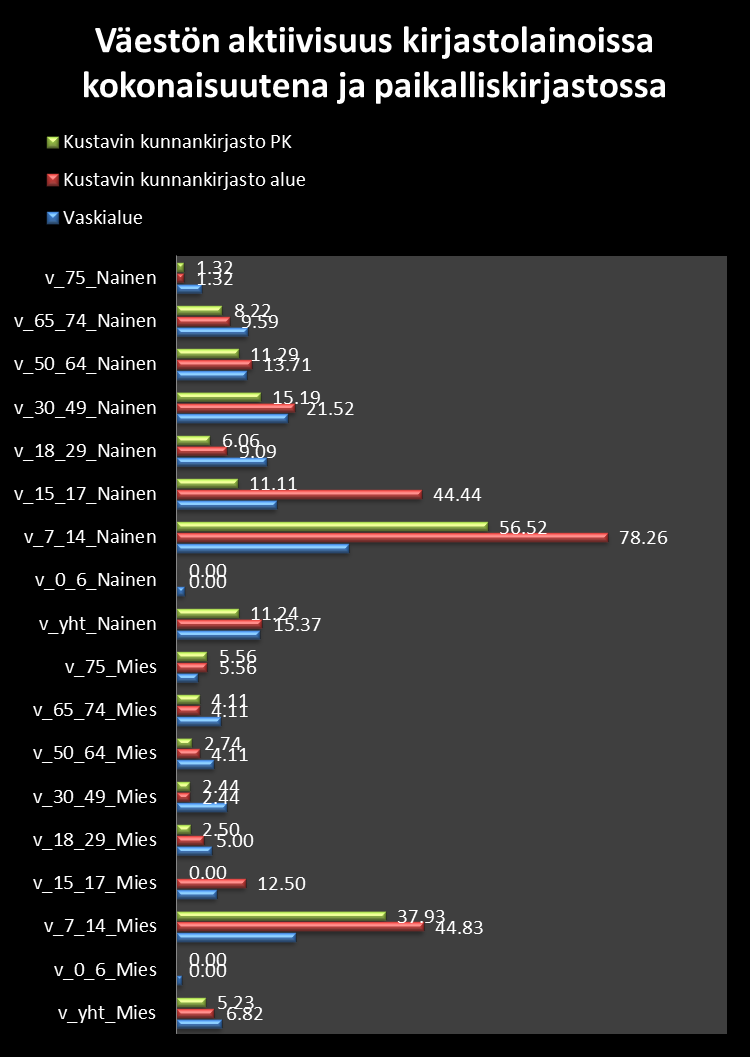 Väestön aktiivisuus kirjastolainoissa
kokonaisuutena ja paikalliskirjastossa
Kustavin kunnankirjasto PK
Kustavin kunnankirjasto alue
Vaskialue
v_75_Nainen
1.32
1.32
v_65_74_Nainen
8.22
9.59
v_50_64_Nainen
11.29
13.71
v_30_49_Nainen
15.19
21.52
v_18_29_Nainen
6.06
9.09
v_15_17_Nainen
11.11
44.44
v_7_14_Nainen
56.52
78.26
v_0_6_Nainen
0.00
0.00
v_yht_Nainen
11.24
15.37
v_75_Mies
5.56
5.56
v_65_74_Mies
4.11
4.11
v_50_64_Mies
2.74
4.11
v_30_49_Mies
2.44
2.44
v_18_29_Mies
2.50
5.00
v_15_17_Mies
0.00
12.50
v_7_14_Mies
37.93
44.83
v_0_6_Mies
0.00
0.00
v_yht_Mies
5.23
6.82